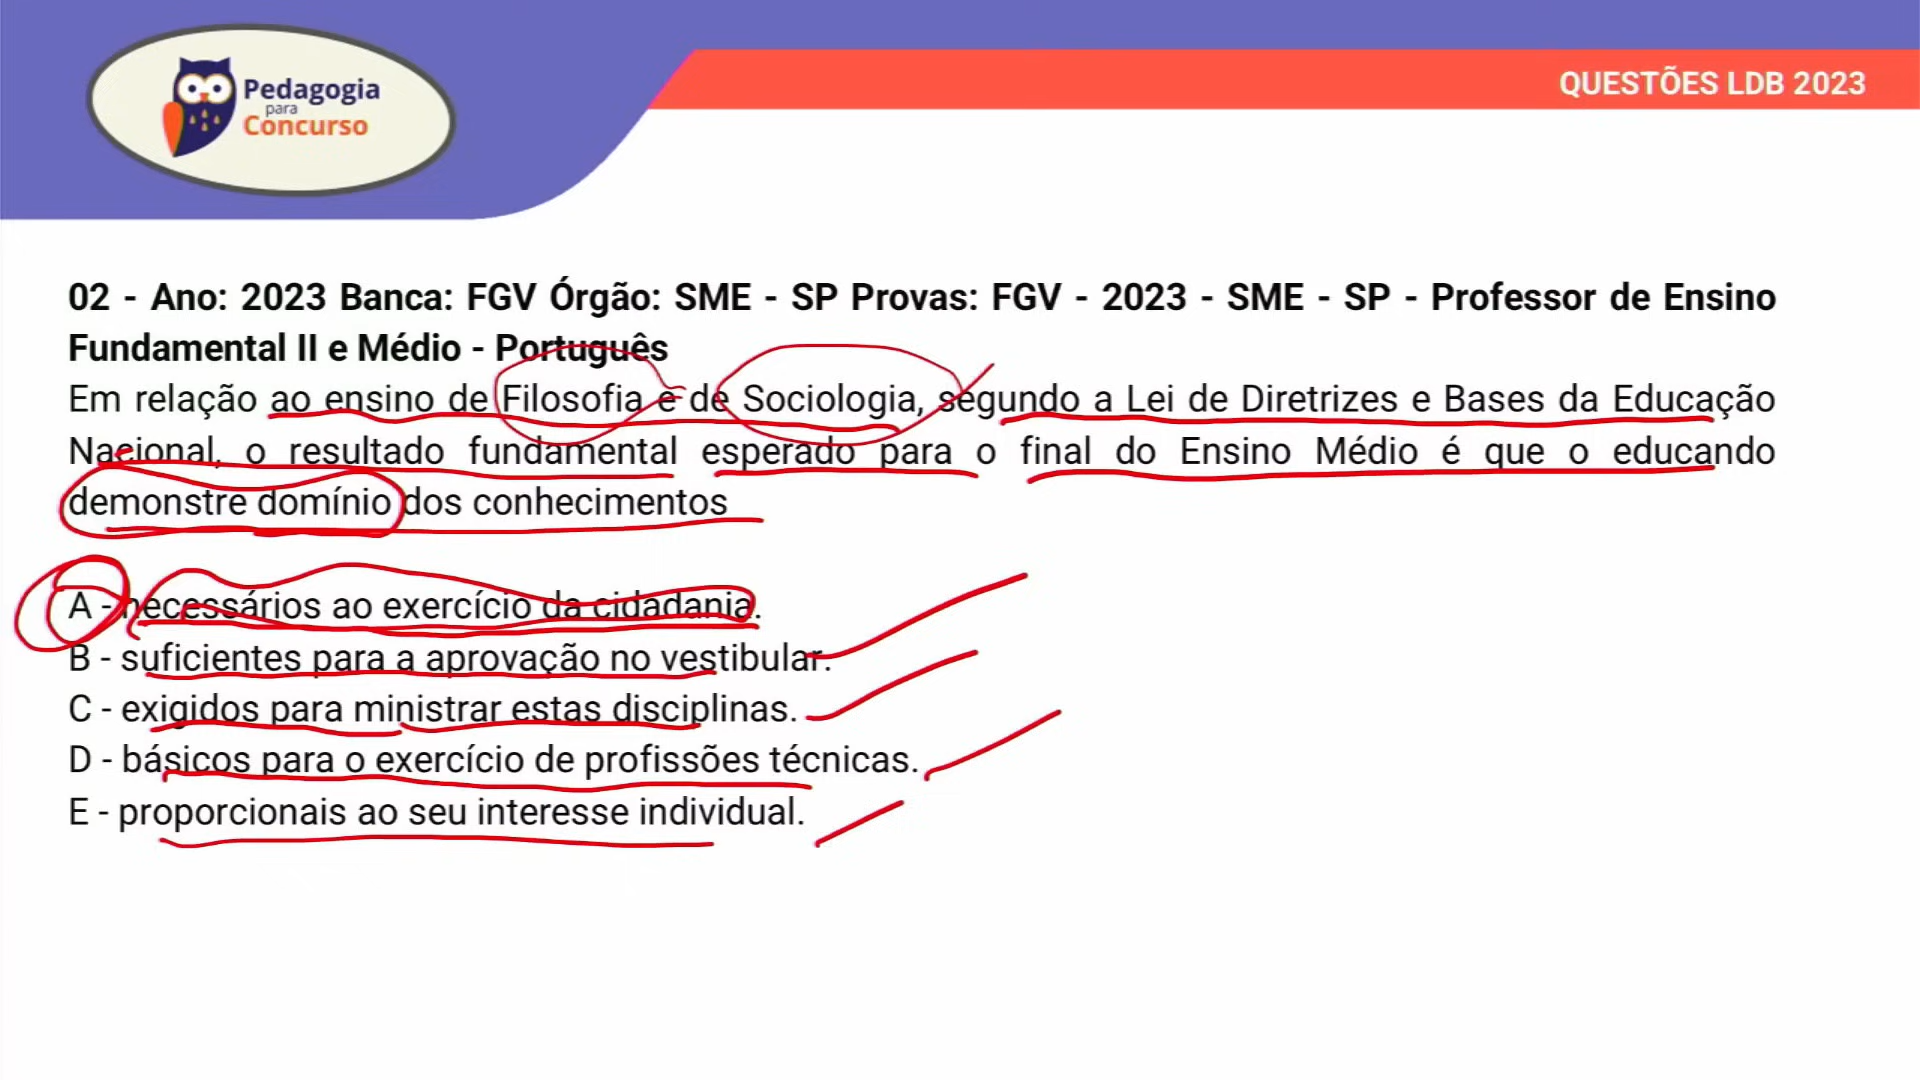 Pedagogia
para
Concurso
QUESTÕES LDB 2023
02 - Ano: 2023 Banca: FGV Órgão: SME - SP Provas: FGV - 2023 - SME - SP - Professor de Ensino
Fundamental II e Médio - Português
Em relação ao ensino de Filosofia e de Sociologia, segundo a Lei de Diretrizes e Bases da Educação
Nacional, o resultado fundamental esperado para o final do Ensino Médio é que o educando
demonstre domínio dos conhecimentos
A - necessários ao exercício da cidadania.
B - suficientes para a aprovação no vestibular.
C - exigidos para ministrar estas disciplinas.
D - básicos para o exercício de profissões técnicas.
E - proporcionais ao seu interesse individual.